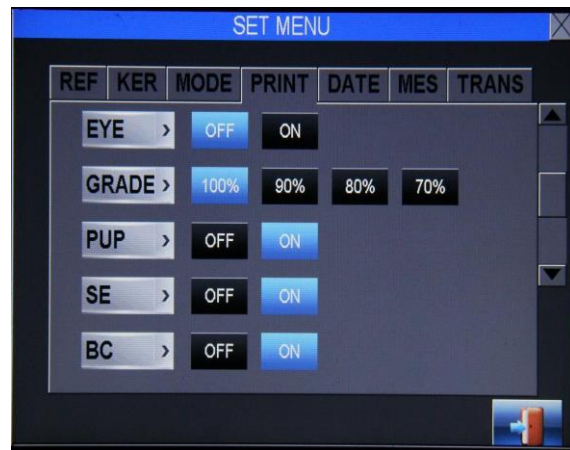 SET MENU
REF KER MODE PRINT DATE MES TRANS
EYE > OFF ON
GRADE > 100% 90% 80% 70%
PUP > OFF ON
SE > OFF ON
BC > OFF ON